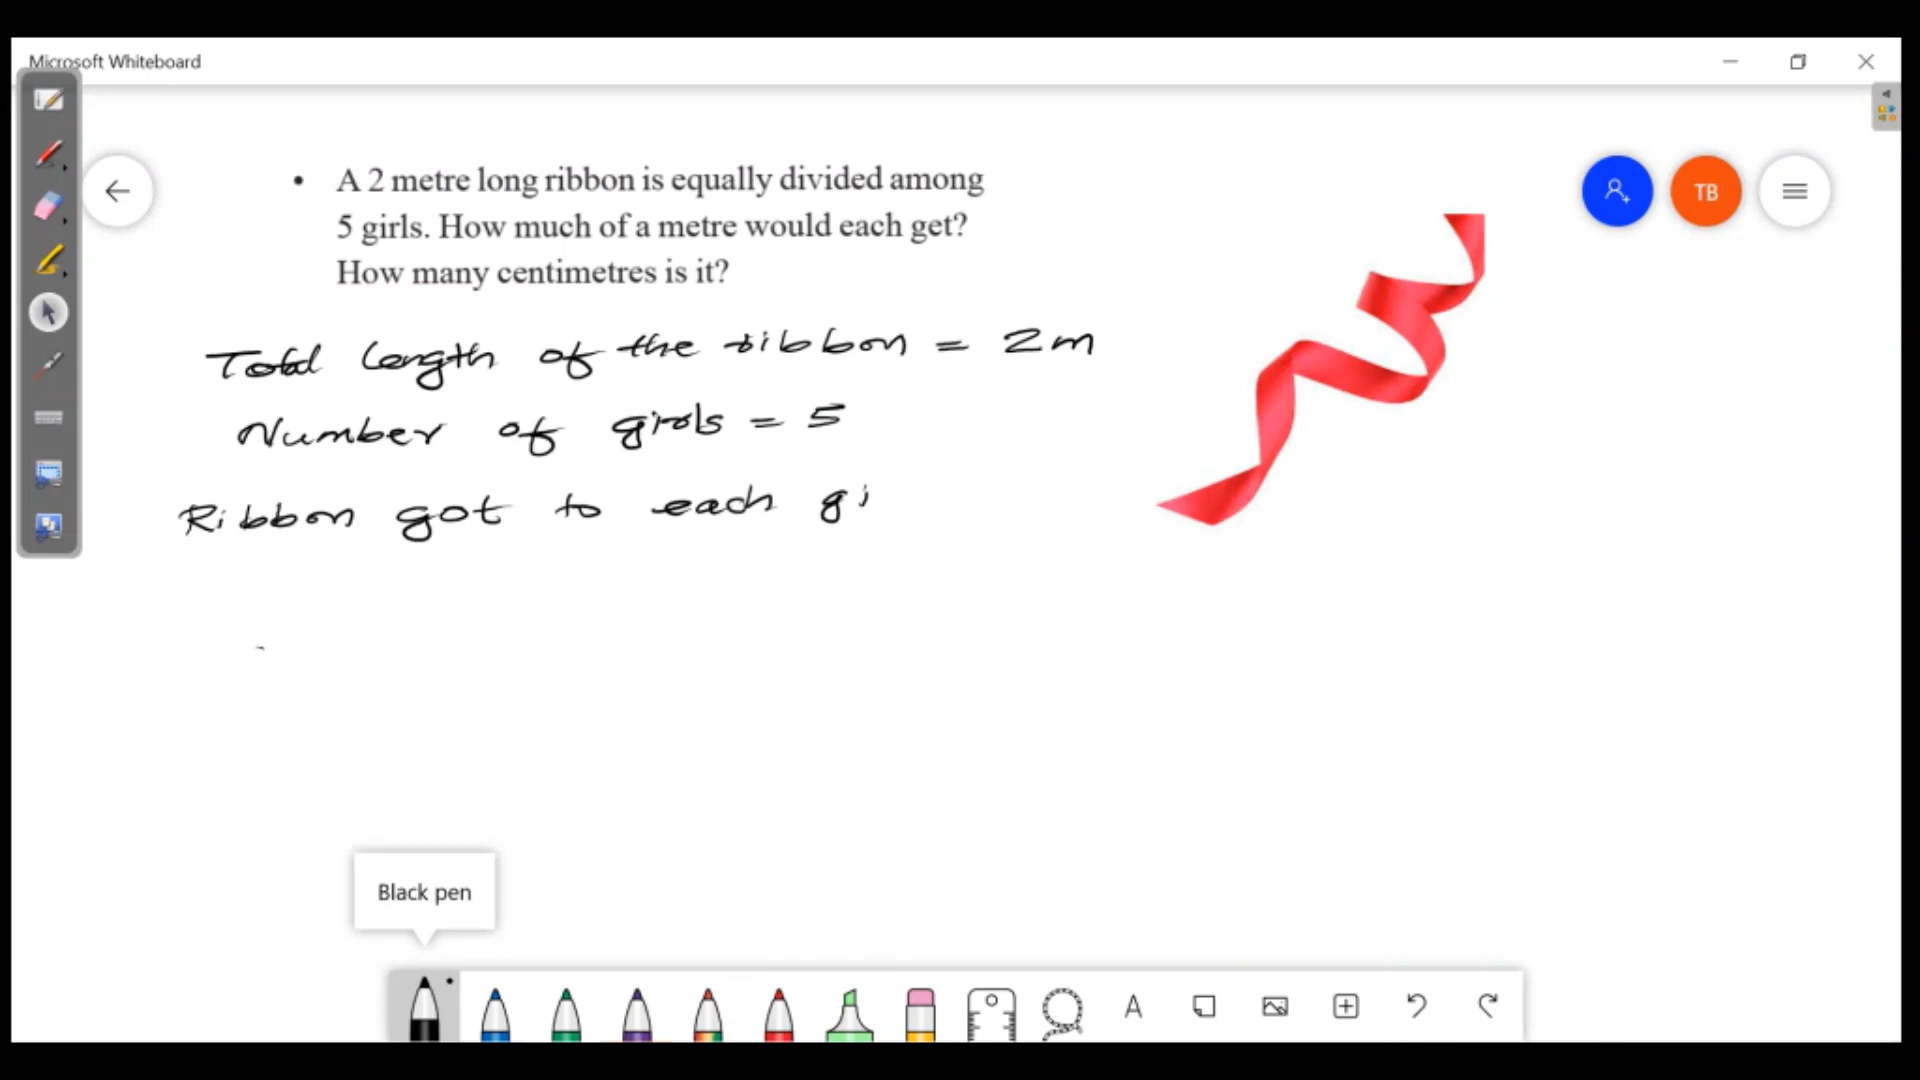 Microsoft Whiteboard
• A 2 metre long ribbon is equally divided among
5 girls. How much of a metre would each get?
How many centimetres is it?
TB
Total length of the ribbon = 2m
Number of girls = 5
Ribbon got to each gi
Black pen
A